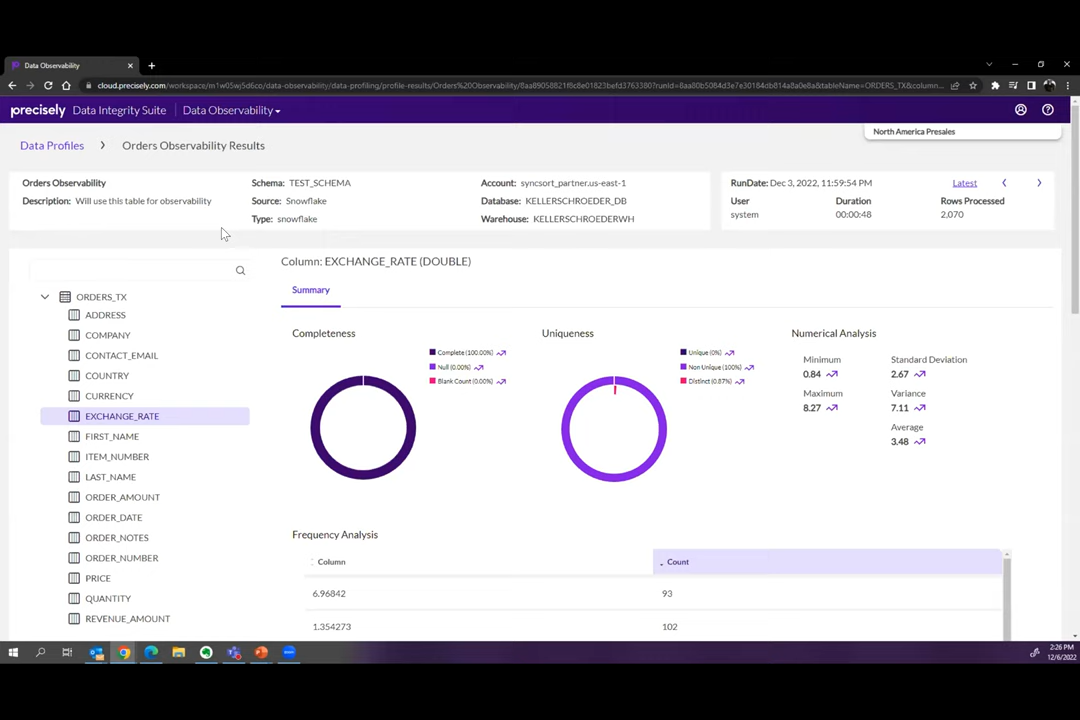 Data Observability
cloud.precisely.com/workspace/m1w05wj5d6co/data-observability/data-profiling/profile-results/Orders%20Observability/8aa89058821f8c8e01823befd3763380?runId=8aa80b5084d3e7e30184db814a8a0e8a&tableName=ORDERS_TX&column...
precisely Data Integrity Suite Data Observability
North America Presales
Data Profiles > Orders Observability Results
Orders Observability
Description: Will use this table for observability
Schema: TEST_SCHEMA
Source: Snowflake
Type: snowflake
Account: syncsort_partner.us-east-1
Database: KELLERSCHROEDER_DB
Warehouse: KELLERSCHROEDERWH
RunDate: Dec 3, 2022, 11:59:54 PM Latest
User Duration Rows Processed
system 00:00:48 2,070
ORDERS_TX
ADDRESS
COMPANY
CONTACT_EMAIL
COUNTRY
CURRENCY
EXCHANGE_RATE
FIRST_NAME
ITEM_NUMBER
LAST_NAME
ORDER_AMOUNT
ORDER_DATE
ORDER_NOTES
ORDER_NUMBER
PRICE
QUANTITY
REVENUE_AMOUNT
Column: EXCHANGE_RATE (DOUBLE)
Summary
Completeness
Complete (100.00%)
Null (0.00%)
Blank Count (0.00%)
Uniqueness
Unique (0%)
Non Unique (100%)
Distinct (0.87%)
Numerical Analysis
Minimum Standard Deviation
0.84 2.67
Maximum Variance
8.27 7.11
Average
3.48
Frequency Analysis
Column Count
6.96842 93
1.354273 102
2:26 PM
12/6/2022